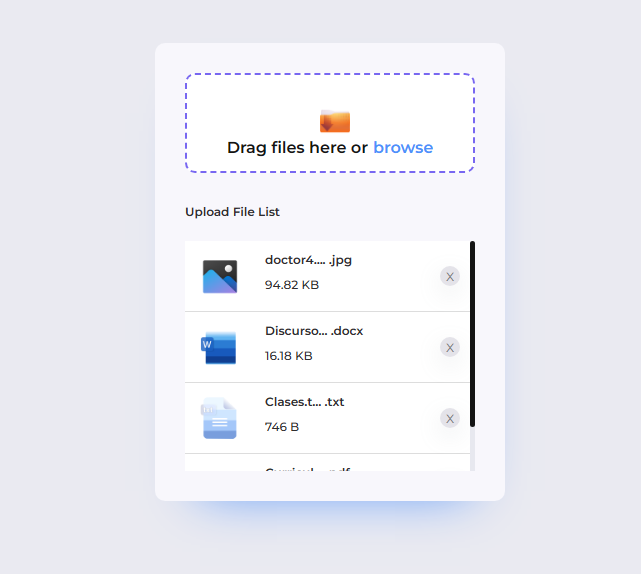 Drag files here or browse
Upload File List
doctor4.... .jpg
94.82 KB
X
Discurso... .docx
W
16.18 KB
X
Clases.t... .txt
746 B
X